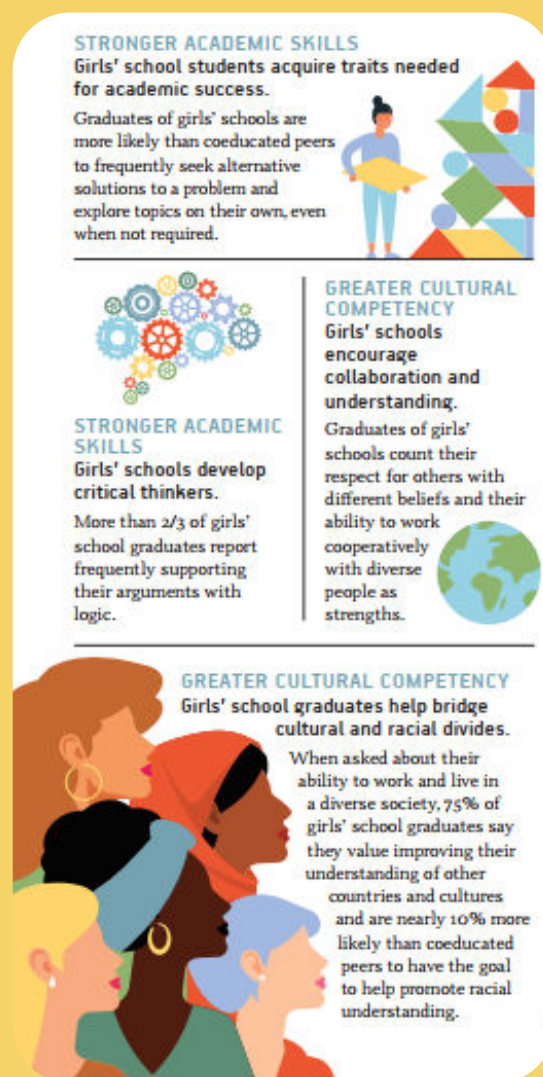 STRONGER ACADEMIC SKILLS
Girls' school students acquire traits needed
for academic success.
Graduates of girls' schools are
more likely than coeducated peers
to frequently seek alternative
solutions to a problem and
explore topics on their own, even
when not required.
STRONGER ACADEMIC
SKILLS
Girls' schools develop
critical thinkers.
More than 2/3 of girls'
school graduates report
frequently supporting
their arguments with
logic.
GREATER CULTURAL
COMPETENCY
Girls' schools
encourage
collaboration and
understanding.
Graduates of girls'
schools count their
respect for others with
different beliefs and their
ability to work
cooperatively
with diverse
people as
strengths.
GREATER CULTURAL COMPETENCY
Girls' school graduates help bridge
cultural and racial divides.
When asked about their
ability to work and live in
a diverse society, 75% of
girls' school graduates say
they value improving their
understanding of other
countries and cultures
and are nearly 10% more
likely than coeducated
peers to have the goal
to help promote racial
understanding.